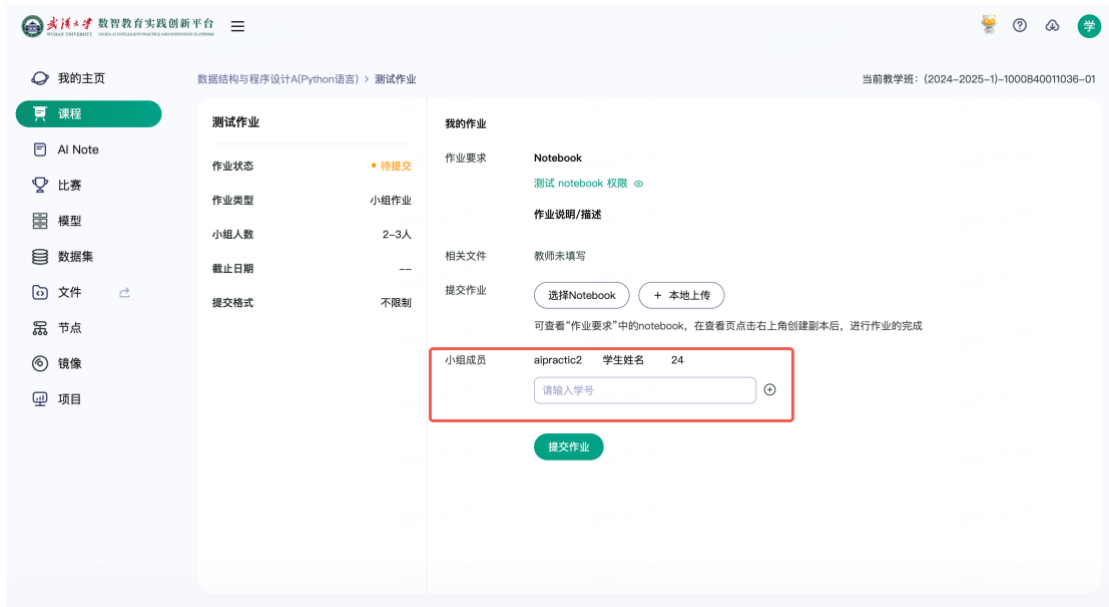 武汉大学 数智教育实践创新平台
WUHAN UNIVERSITY
学
我的主页
课程
AI Note
比赛
模型
数据集
文件
节点
镜像
项目
数据结构与程序设计A(Python语言) > 测试作业
当前教学班：(2024-2025-1)-1000840011036-01
测试作业
作业状态 待提交
作业类型 小组作业
小组人数 2-3人
截止日期 --
提交格式 不限制
我的作业
作业要求 Notebook
测试 notebook 权限
作业说明/描述
相关文件 教师未填写
提交作业 选择Notebook + 本地上传
可查看“作业要求”中的notebook，在查看页点击右上角创建副本后，进行作业的完成
小组成员 aipractic2 学生姓名 24
请输入学号
提交作业